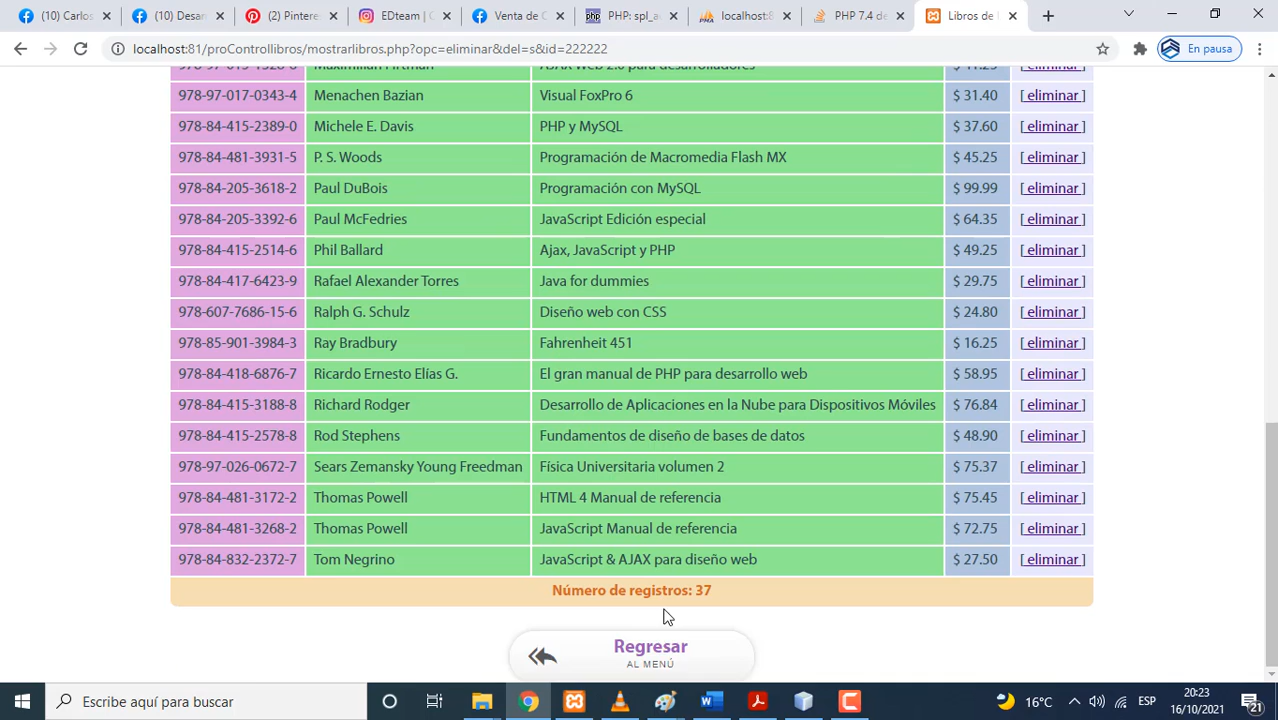 (10) Carlos
(10) Desar
(2) Pintere
EDteam | C
Venta de C
PHP: spl_a
localhost:8
PHP 7.4 de
Libros de
localhost:81/proControllibros/mostrarlibros.php?opc=eliminar&del=s&id=222222
En pausa
Maximilian Firtman AJAX Web 2.0 para desarrolladores $ 41.25 [ eliminar ]
978-97-017-0343-4 Menachen Bazian Visual FoxPro 6 $ 31.40 [ eliminar ]
978-84-415-2389-0 Michele E. Davis PHP y MySQL $ 37.60 [ eliminar ]
978-84-481-3931-5 P. S. Woods Programación de Macromedia Flash MX $ 45.25 [ eliminar ]
978-84-205-3618-2 Paul DuBois Programación con MySQL $ 99.99 [ eliminar ]
978-84-205-3392-6 Paul McFedries JavaScript Edición especial $ 64.35 [ eliminar ]
978-84-415-2514-6 Phil Ballard Ajax, JavaScript y PHP $ 49.25 [ eliminar ]
978-84-417-6423-9 Rafael Alexander Torres Java for dummies $ 29.75 [ eliminar ]
978-607-7686-15-6 Ralph G. Schulz Diseño web con CSS $ 24.80 [ eliminar ]
978-85-901-3984-3 Ray Bradbury Fahrenheit 451 $ 16.25 [ eliminar ]
978-84-418-6876-7 Ricardo Ernesto Elías G. El gran manual de PHP para desarrollo web $ 58.95 [ eliminar ]
978-84-415-3188-8 Richard Rodger Desarrollo de Aplicaciones en la Nube para Dispositivos Móviles $ 76.84 [ eliminar ]
978-84-415-2578-8 Rod Stephens Fundamentos de diseño de bases de datos $ 48.90 [ eliminar ]
978-97-026-0672-7 Sears Zemansky Young Freedman Física Universitaria volumen 2 $ 75.37 [ eliminar ]
978-84-481-3172-2 Thomas Powell HTML 4 Manual de referencia $ 75.45 [ eliminar ]
978-84-481-3268-2 Thomas Powell JavaScript Manual de referencia $ 72.75 [ eliminar ]
978-84-832-2372-7 Tom Negrino JavaScript & AJAX para diseño web $ 27.50 [ eliminar ]
Número de registros: 37
Regresar
AL MENÚ
Escribe aquí para buscar
16°C
ESP
20:23
16/10/2021
21